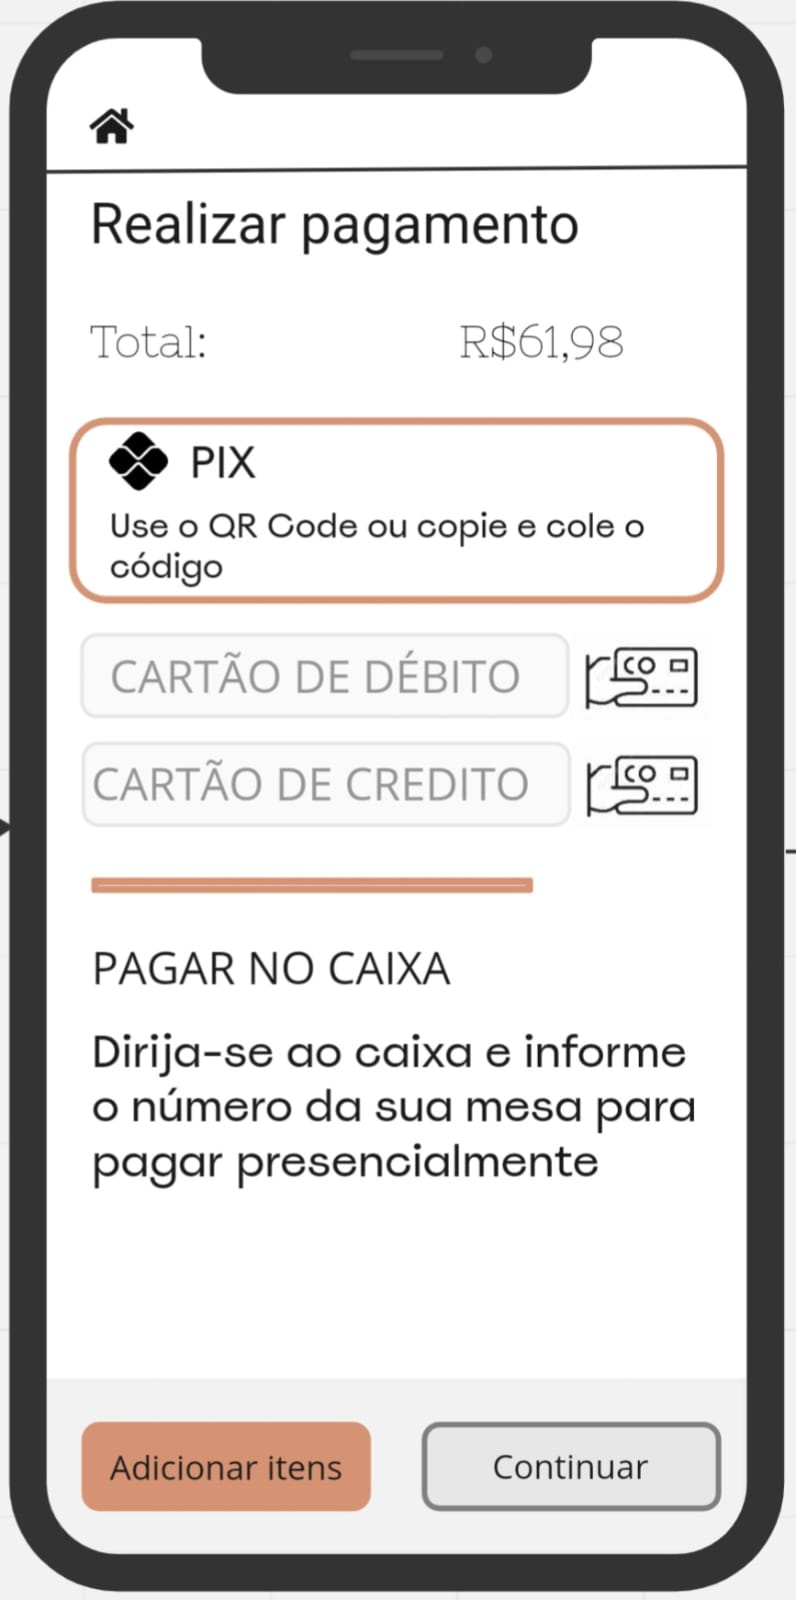 Realizar pagamento
Total: R$61,98
PIX
Use o QR Code ou copie e cole o
código
CARTÃO DE DÉBITO
CARTÃO DE CREDITO
PAGAR NO CAIXA
Dirija-se ao caixa e informe
o número da sua mesa para
pagar presencialmente
Adicionar itens
Continuar